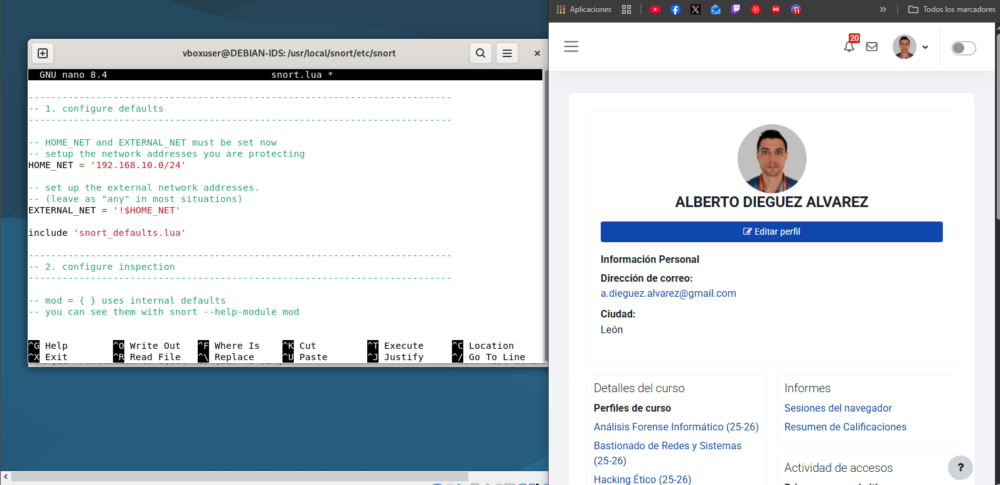 vboxuser@DEBIAN-IDS: /usr/local/snort/etc/snort
GNU nano 8.4 snort.lua *
---------------------------------------------------------------------------
-- 1. configure defaults
---------------------------------------------------------------------------
-- HOME_NET and EXTERNAL_NET must be set now
-- setup the network addresses you are protecting
HOME_NET = '192.168.10.0/24'
-- set up the external network addresses.
-- (leave as "any" in most situations)
EXTERNAL_NET = '!$HOME_NET'
include 'snort_defaults.lua'
---------------------------------------------------------------------------
-- 2. configure inspection
---------------------------------------------------------------------------
-- mod = { } uses internal defaults
-- you can see them with snort --help-module mod
^G Help ^O Write Out ^F Where Is ^K Cut ^T Execute ^C Location
^X Exit ^R Read File ^\ Replace ^U Paste ^J Justify ^/ Go To Line
Aplicaciones
11
» Todos los marcadores
20
ALBERTO DIEGUEZ ALVAREZ
Editar perfil
Información Personal
Dirección de correo:
a.dieguez.alvarez@gmail.com
Ciudad:
León
Detalles del curso
Perfiles de curso
Análisis Forense Informático (25-26)
Bastionado de Redes y Sistemas
(25-26)
Hacking Ético (25-26)
Informes
Sesiones del navegador
Resumen de Calificaciones
Actividad de accesos
?